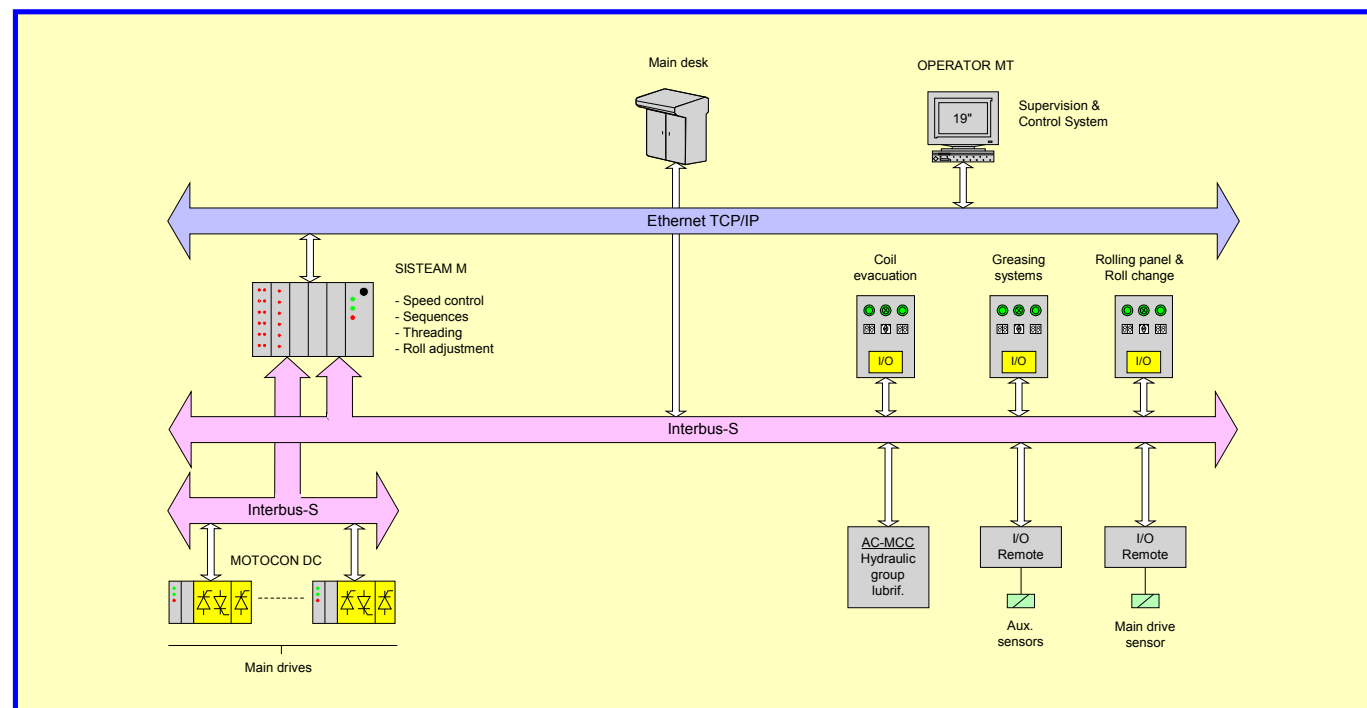 Main desk
OPERATOR MT
19"
Supervision &
Control System
Ethernet TCP/IP
SISTEAM M
- Speed control
- Sequences
- Threading
- Roll adjustment
Coil
evacuation
I/O
Greasing
systems
I/O
Rolling panel &
Roll change
I/O
Interbus-S
Interbus-S
MOTOCON DC
Main drives
AC-MCC
Hydraulic
group
lubrif.
I/O
Remote
Aux.
sensors
I/O
Remote
Main drive
sensor